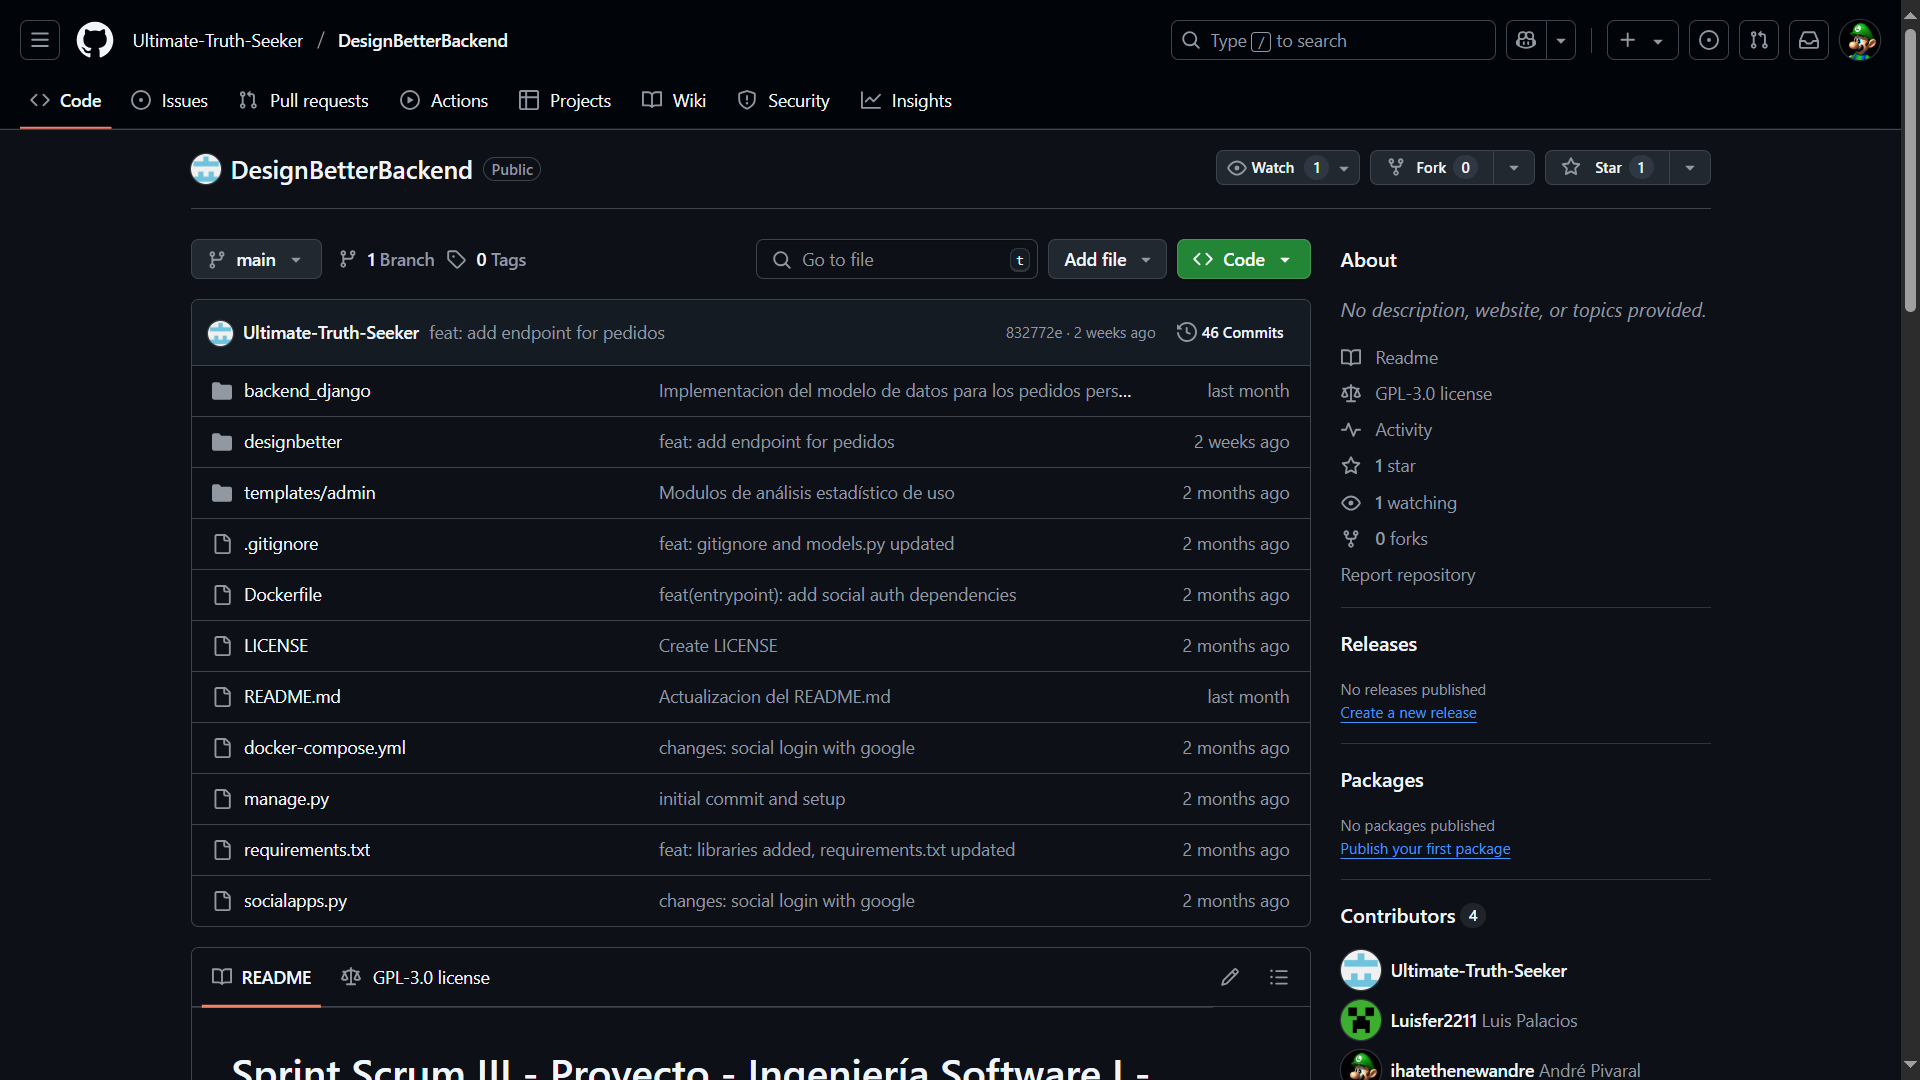 Ultimate-Truth-Seeker / DesignBetterBackend
Type / to search
Code Issues Pull requests Actions Projects Wiki Security Insights
DesignBetterBackend Public
Watch 1 Fork 0 Star 1
main 1 Branch 0 Tags
Go to file t Add file Code
Ultimate-Truth-Seeker feat: add endpoint for pedidos 832772e · 2 weeks ago 46 Commits
backend_django Implementacion del modelo de datos para los pedidos pers... last month
designbetter feat: add endpoint for pedidos 2 weeks ago
templates/admin Modulos de análisis estadístico de uso 2 months ago
.gitignore feat: gitignore and models.py updated 2 months ago
Dockerfile feat(entrypoint): add social auth dependencies 2 months ago
LICENSE Create LICENSE 2 months ago
README.md Actualizacion del README.md last month
docker-compose.yml changes: social login with google 2 months ago
manage.py initial commit and setup 2 months ago
requirements.txt feat: libraries added, requirements.txt updated 2 months ago
socialapps.py changes: social login with google 2 months ago
README GPL-3.0 license
Sprint Scrum III - Proyecto - Ingeniería Software I -
About
No description, website, or topics provided.
Readme
GPL-3.0 license
Activity
1 star
1 watching
0 forks
Report repository
Releases
No releases published
Create a new release
Packages
No packages published
Publish your first package
Contributors 4
Ultimate-Truth-Seeker
Luisfer2211 Luis Palacios
ihatethenewandre André Pivaral